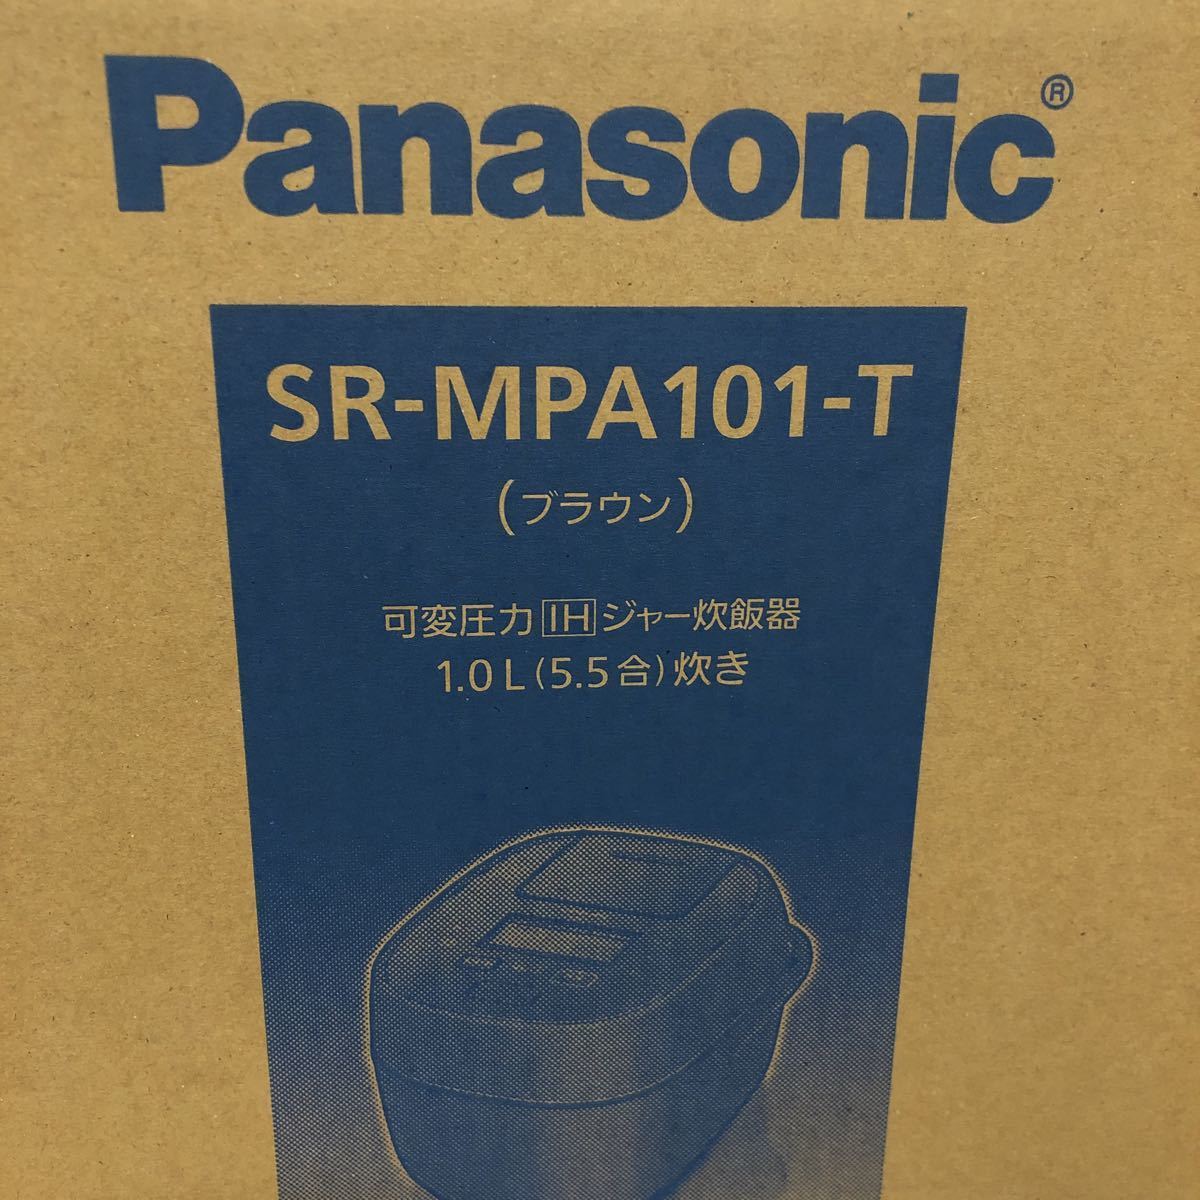 Panasonic®
SR-MPA101-T
(ブラウン)
可変圧力IHジャー炊飯器
1.0L(5.5合)炊き